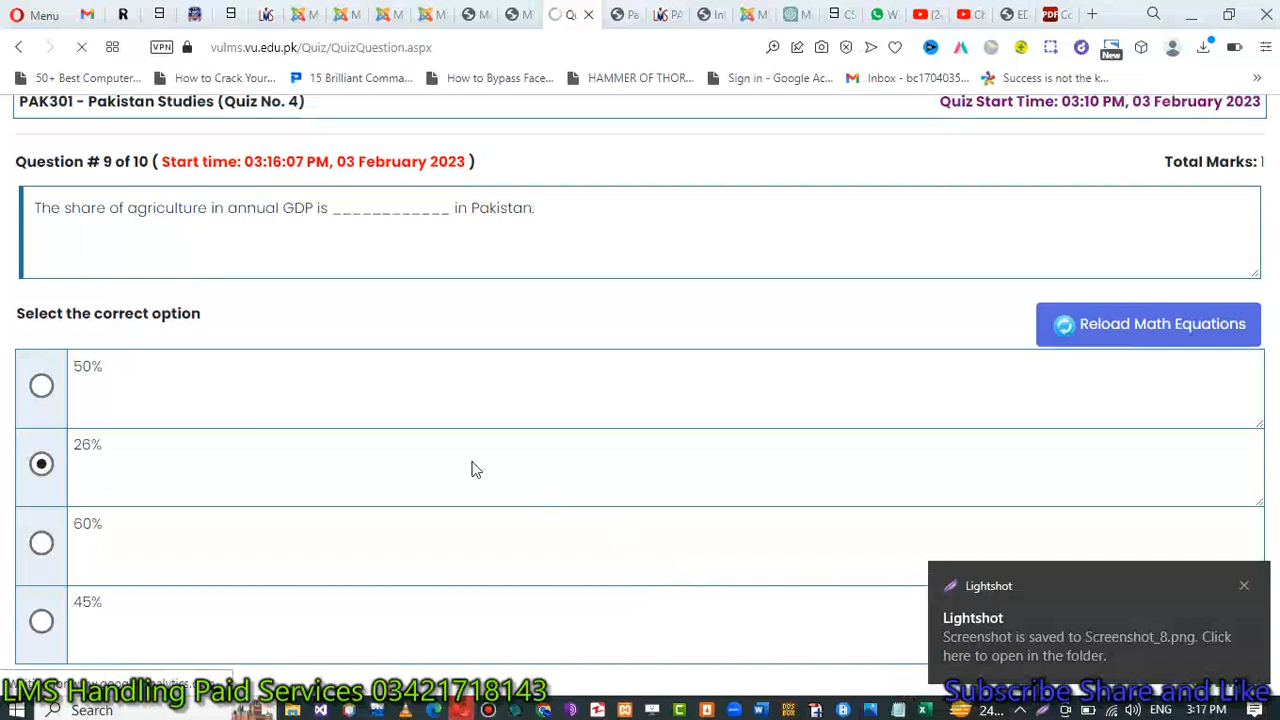 Menu
vulms.vu.edu.pk/Quiz/QuizQuestion.aspx
VPN
New
50+ Best Computer...
How to Crack Your...
15 Brilliant Comma...
How to Bypass Face...
HAMMER OF THOR...
Sign in - Google Ac...
Inbox - bc1704035...
Success is not the k...
PAK301 - Pakistan Studies (Quiz No. 4)
Quiz Start Time: 03:10 PM, 03 February 2023
Question # 9 of 10 ( Start time: 03:16:07 PM, 03 February 2023 )
Total Marks: 1
The share of agriculture in annual GDP is ____________ in Pakistan.
Select the correct option
Reload Math Equations
50%
26%
60%
45%
Lightshot
Lightshot
Screenshot is saved to Screenshot_8.png. Click
here to open in the folder.
LMS Handling Paid Services 03421718143
Subscribe Share and Like
Search
24...
ENG
3:17 PM